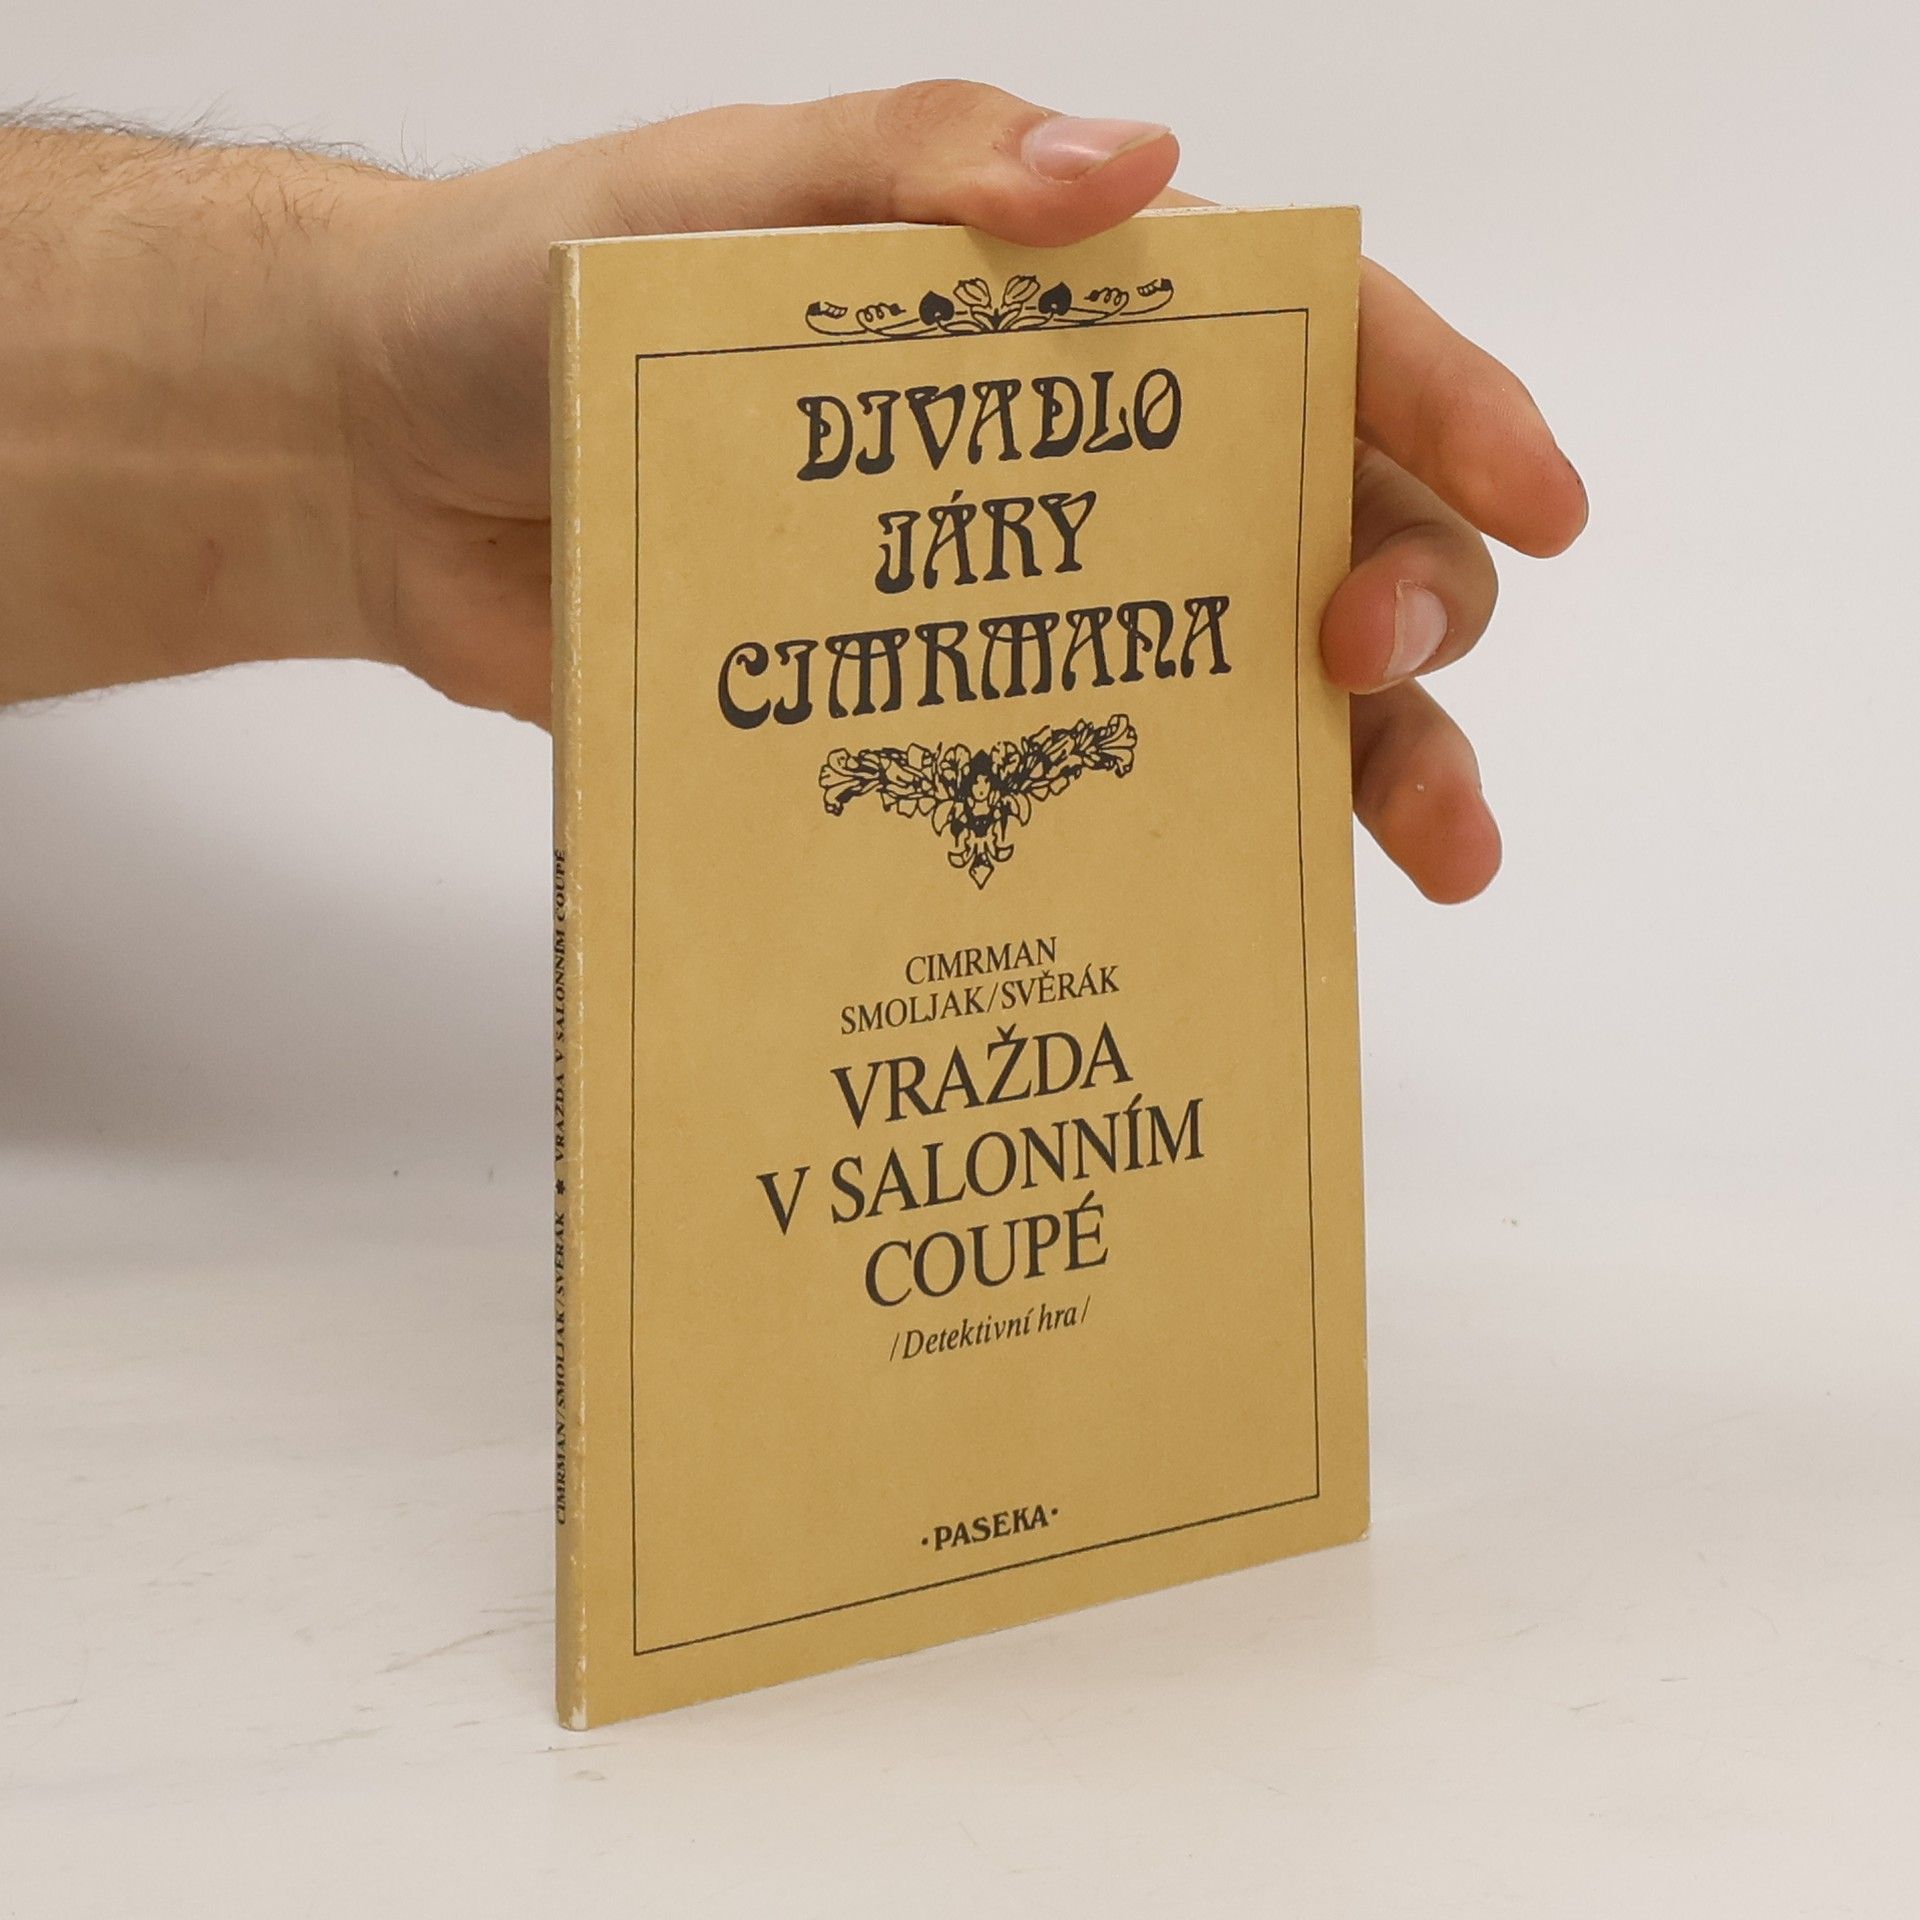 DIVADLO
JÁRY
CIMRMANA
CIMRMAN
SMOLJAK/SVĚRÁK
VRAŽDA
V SALONNÍM
COUPÉ
/Detektivní hra/
·PASEKA·
CIMRMAN/SMOLJAK/SVĚRÁK * VRAŽDA V SALONNÍM COUPÉ